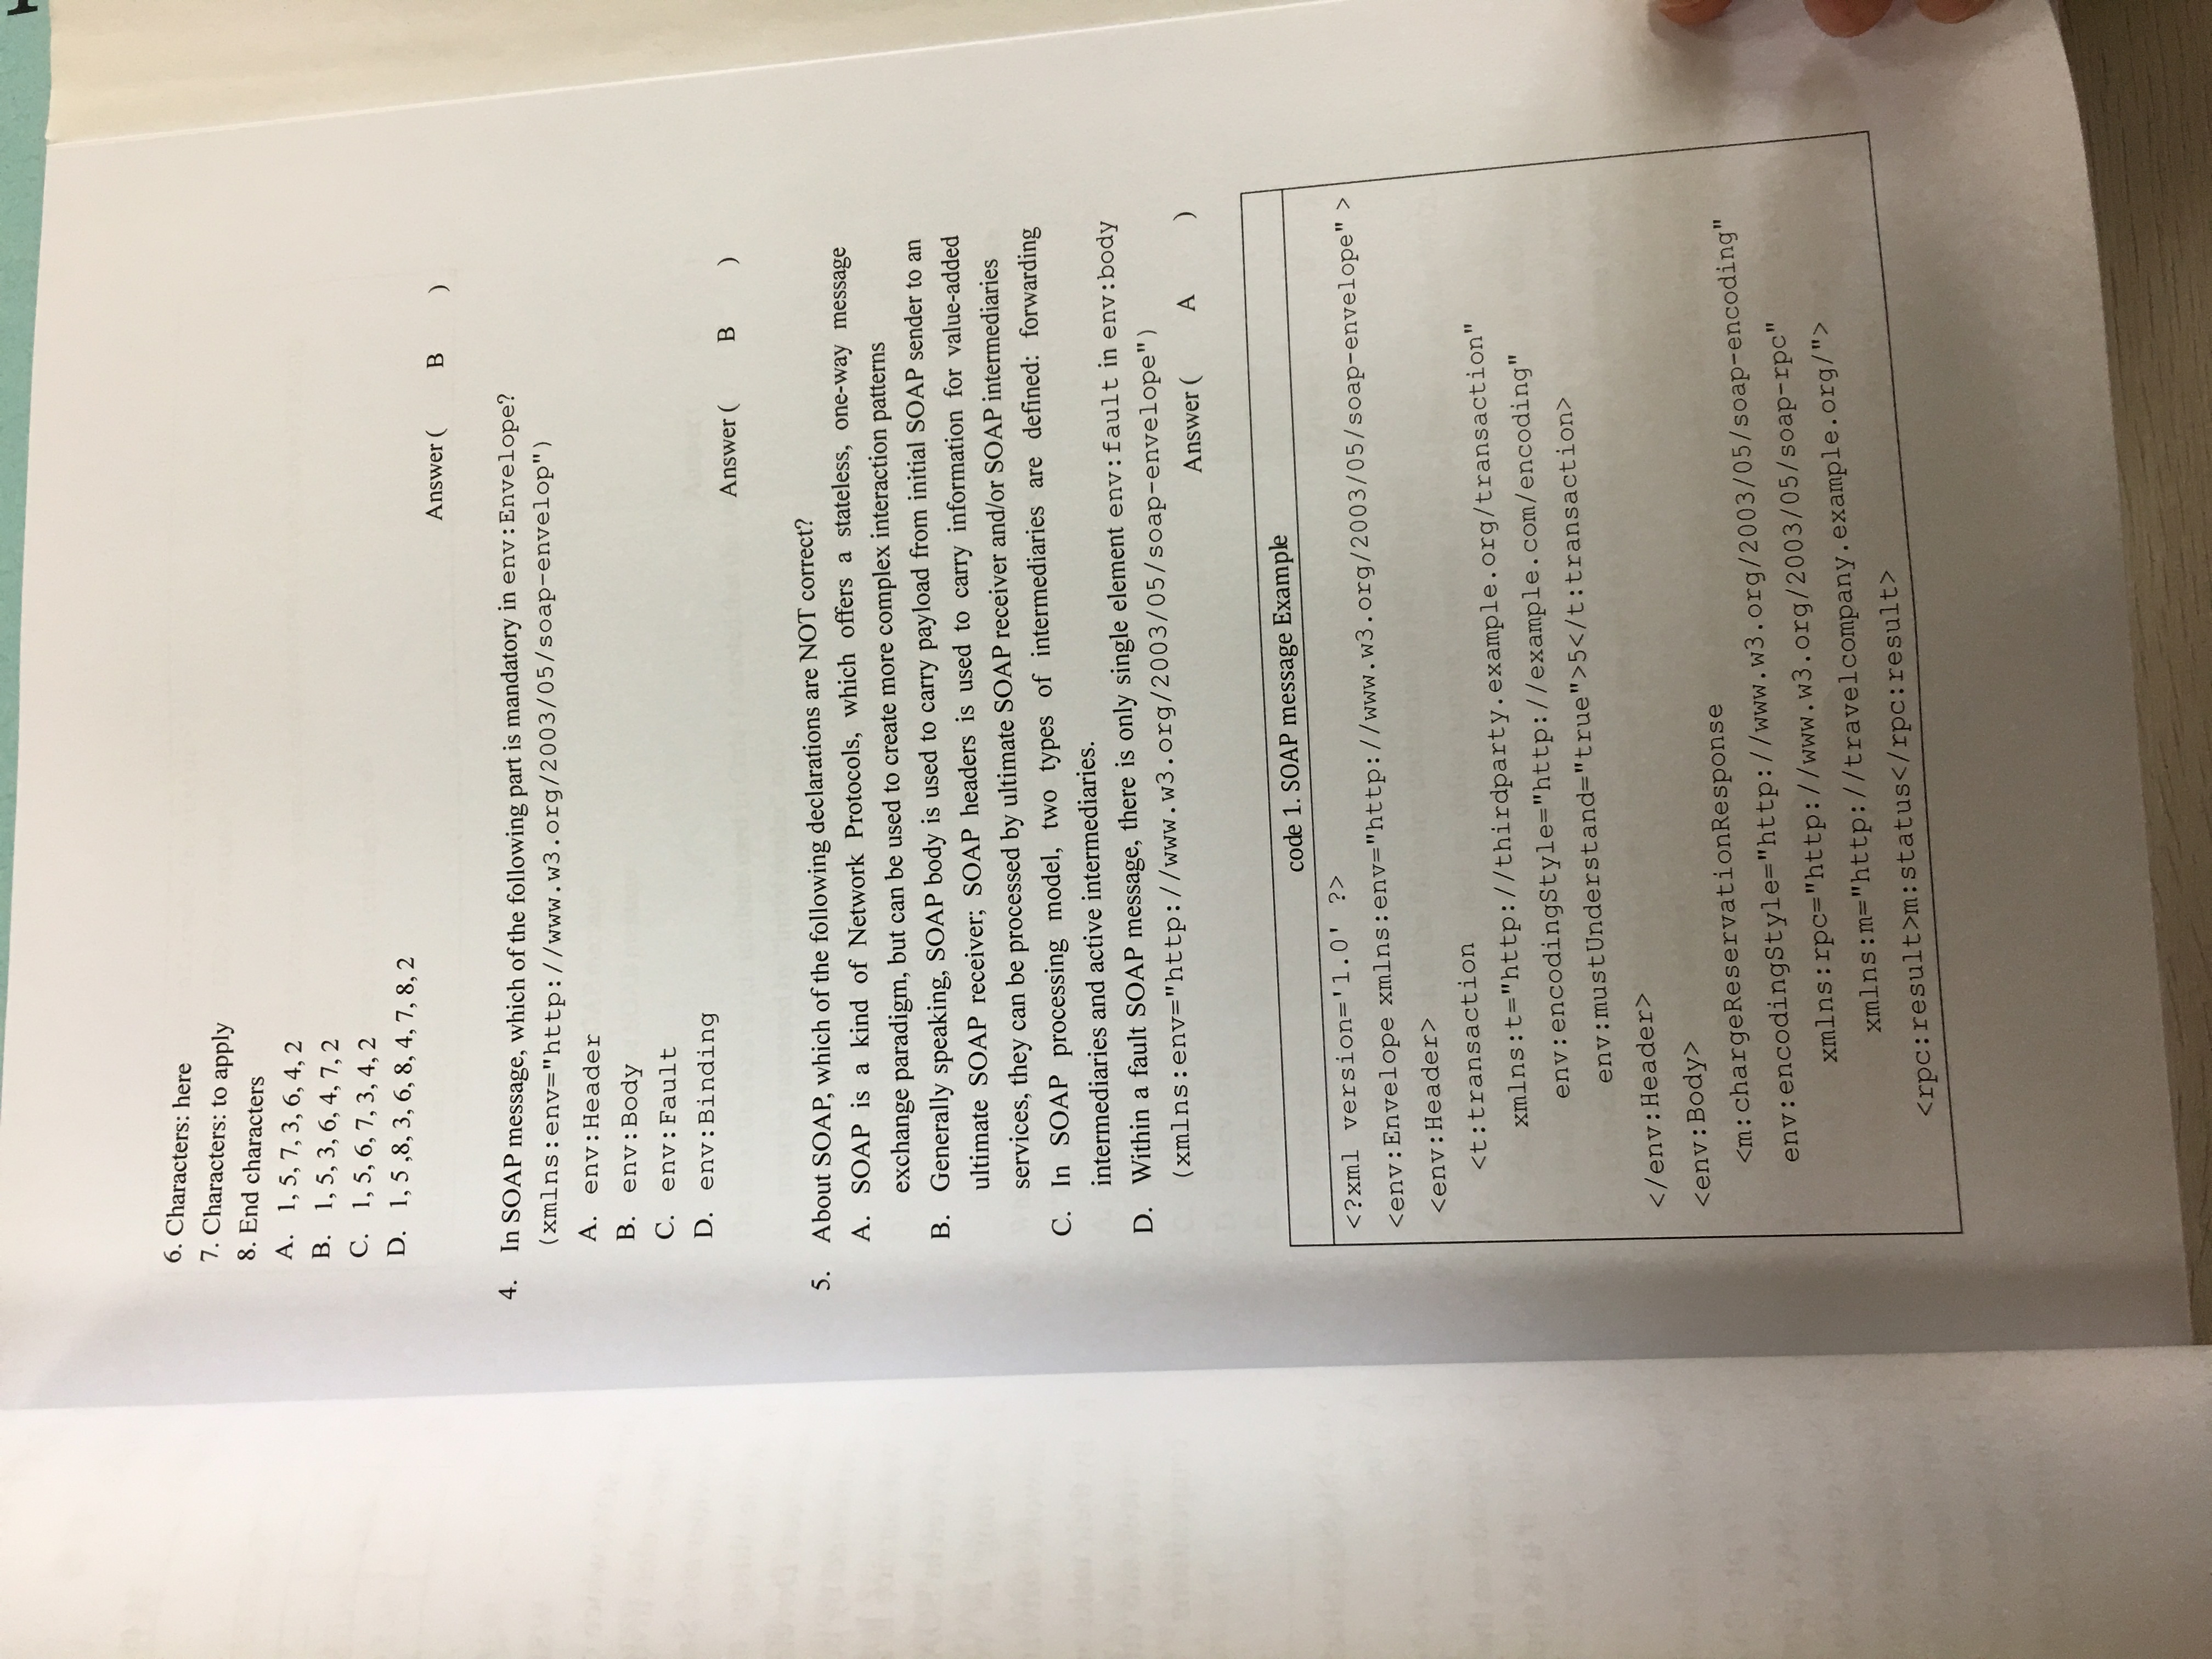 6. Characters: here
7. Characters: to apply
8. End characters
A. 1, 5, 7, 3, 6, 4, 2
B. 1, 5, 3, 6, 4, 7, 2
C. 1, 5, 6, 7, 3, 4, 2
D. 1, 5 ,8, 3, 6, 8, 4, 7, 8, 2
Answer ( B )
4. In SOAP message, which of the following part is mandatory in env:Envelope?
(xmlns:env="http://www.w3.org/2003/05/soap-envelop")
A. env:Header
B. env:Body
C. env:Fault
D. env:Binding
Answer ( B )
5. About SOAP, which of the following declarations are NOT correct?
A. SOAP is a kind of Network Protocols, which offers a stateless, one-way message
exchange paradigm, but can be used to create more complex interaction patterns
B. Generally speaking, SOAP body is used to carry payload from initial SOAP sender to an
ultimate SOAP receiver; SOAP headers is used to carry information for value-added
services, they can be processed by ultimate SOAP receiver and/or SOAP intermediaries
C. In SOAP processing model, two types of intermediaries are defined: forwarding
intermediaries and active intermediaries.
D. Within a fault SOAP message, there is only single element env:fault in env:body
(xmlns:env="http://www.w3.org/2003/05/soap-envelope")
Answer ( A )
code 1. SOAP message Example
<?xml version='1.0' ?>
<env:Envelope xmlns:env="http://www.w3.org/2003/05/soap-envelope" >
<env:Header>
<t:transaction
xmlns:t="http://thirdparty.example.org/transaction"
env:encodingStyle="http://example.com/encoding"
env:mustUnderstand="true">5</t:transaction>
</env:Header>
<env:Body>
<m:chargeReservationResponse
env:encodingStyle="http://www.w3.org/2003/05/soap-encoding"
xmlns:rpc="http://www.w3.org/2003/05/soap-rpc"
xmlns:m="http://travelcompany.example.org/">
<rpc:result>m:status</rpc:result>